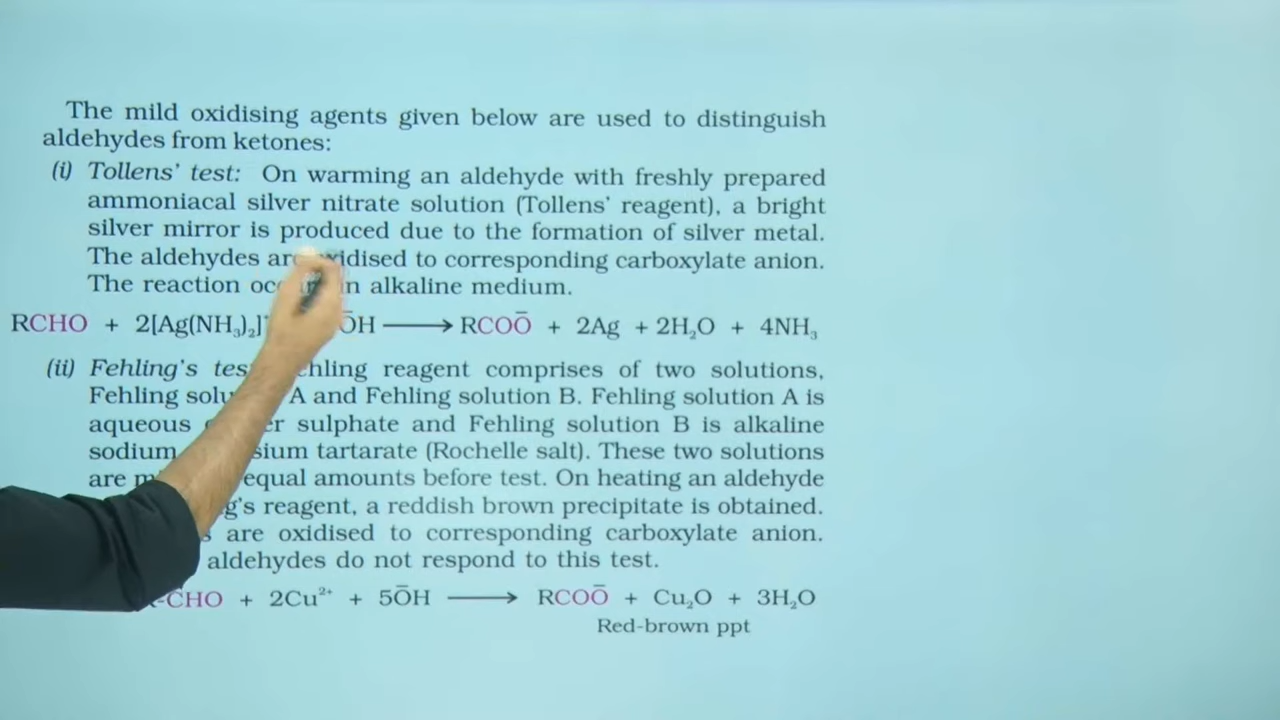 The mild oxidising agents given below are used to distinguish
aldehydes from ketones:
(i) Tollens' test: On warming an aldehyde with freshly prepared
ammoniacal silver nitrate solution (Tollens' reagent), a bright
silver mirror is produced due to the formation of silver metal.
The aldehydes are oxidised to corresponding carboxylate anion.
The reaction in alkaline medium.
RCHO + 2[Ag(NH₃)₂] ŌH ⟶ RCOŌ + 2Ag + 2H₂O + 4NH₃
(ii) Fehling's test reagent comprises of two solutions,
Fehling A and Fehling solution B. Fehling solution A is
aqueous sulphate and Fehling solution B is alkaline
sodium tartarate (Rochelle salt). These two solutions
are equal amounts before test. On heating an aldehyde
reagent, a reddish brown precipitate is obtained.
are oxidised to corresponding carboxylate anion.
aldehydes do not respond to this test.
-CHO + 2Cu²⁺ + 5ŌH ⟶ RCOŌ + Cu₂O + 3H₂O
Red-brown ppt